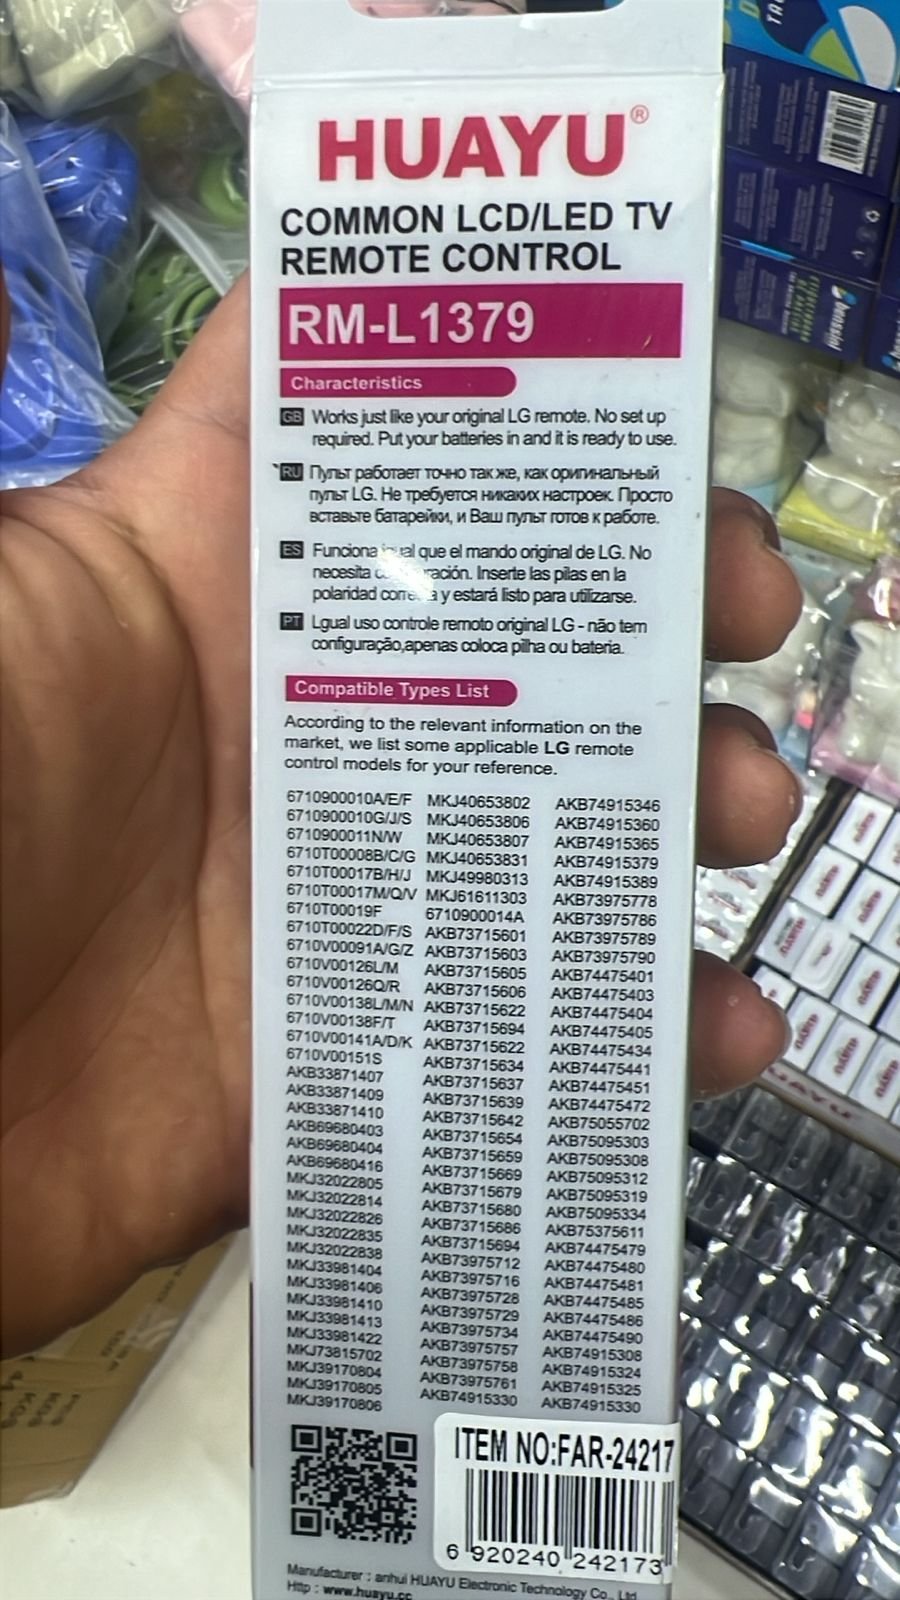 HUAYU®
COMMON LCD/LED TV
REMOTE CONTROL
RM-L1379
Characteristics
GB Works just like your original LG remote. No set up
required. Put your batteries in and it is ready to use.
RU Пульт работает точно так же, как оригинальный
пульт LG. Не требуется никаких настроек. Просто
вставьте батарейки, и Ваш пульт готов к работе.
ES Funciona que el mando original de LG. No
necesita Inserte las pilas en la
polaridad y estará listo para utilizarse.
PT Lgual uso controle remoto original LG - não tem
configuração,apenas coloca pilha ou bateria.
Compatible Types List
According to the relevant information on the
market, we list some applicable LG remote
control models for your reference.
6710900010A/E/F
6710900010G/J/S
6710900011N/W
6710T00008B/C/G
6710T00017B/H/J
6710T00017M/Q/V
6710T00019F
6710T00022D/F/S
6710V00091A/G/Z
6710V00126L/M
6710V00126Q/R
6710V00138L/M/N
6710V00138F/T
6710V00141A/D/K
6710V00151S
AKB33871407
AKB33871409
AKB33871410
AKB69680403
AKB69680404
AKB69680416
MKJ32022805
MKJ32022814
MKJ32022826
MKJ32022835
MKJ32022838
MKJ33981404
MKJ33981406
MKJ33981410
MKJ33981413
MKJ33981422
MKJ73815702
MKJ39170804
MKJ39170805
MKJ39170806
MKJ40653802
MKJ40653806
MKJ40653807
MKJ40653831
MKJ49980313
MKJ61611303
6710900014A
AKB73715601
AKB73715603
AKB73715605
AKB73715606
AKB73715622
AKB73715694
AKB73715622
AKB73715634
AKB73715637
AKB73715639
AKB73715642
AKB73715654
AKB73715659
AKB73715669
AKB73715679
AKB73715680
AKB73715686
AKB73715694
AKB73975712
AKB73975716
AKB73975728
AKB73975729
AKB73975734
AKB73975757
AKB73975758
AKB73975761
AKB74915330
AKB74915346
AKB74915360
AKB74915365
AKB74915379
AKB74915389
AKB73975778
AKB73975786
AKB73975789
AKB73975790
AKB74475401
AKB74475403
AKB74475404
AKB74475405
AKB74475434
AKB74475441
AKB74475451
AKB74475472
AKB75055702
AKB75095303
AKB75095308
AKB75095312
AKB75095319
AKB75095334
AKB75375611
AKB74475479
AKB74475480
AKB74475481
AKB74475485
AKB74475486
AKB74475490
AKB74915308
AKB74915324
AKB74915325
AKB74915330
ITEM NO:FAR-24217
6 920240 242173
Manufacturer : anhui HUAYU Electronic Technology Co., Ltd
Http : www.huayu.cc
benssini
HUAYU